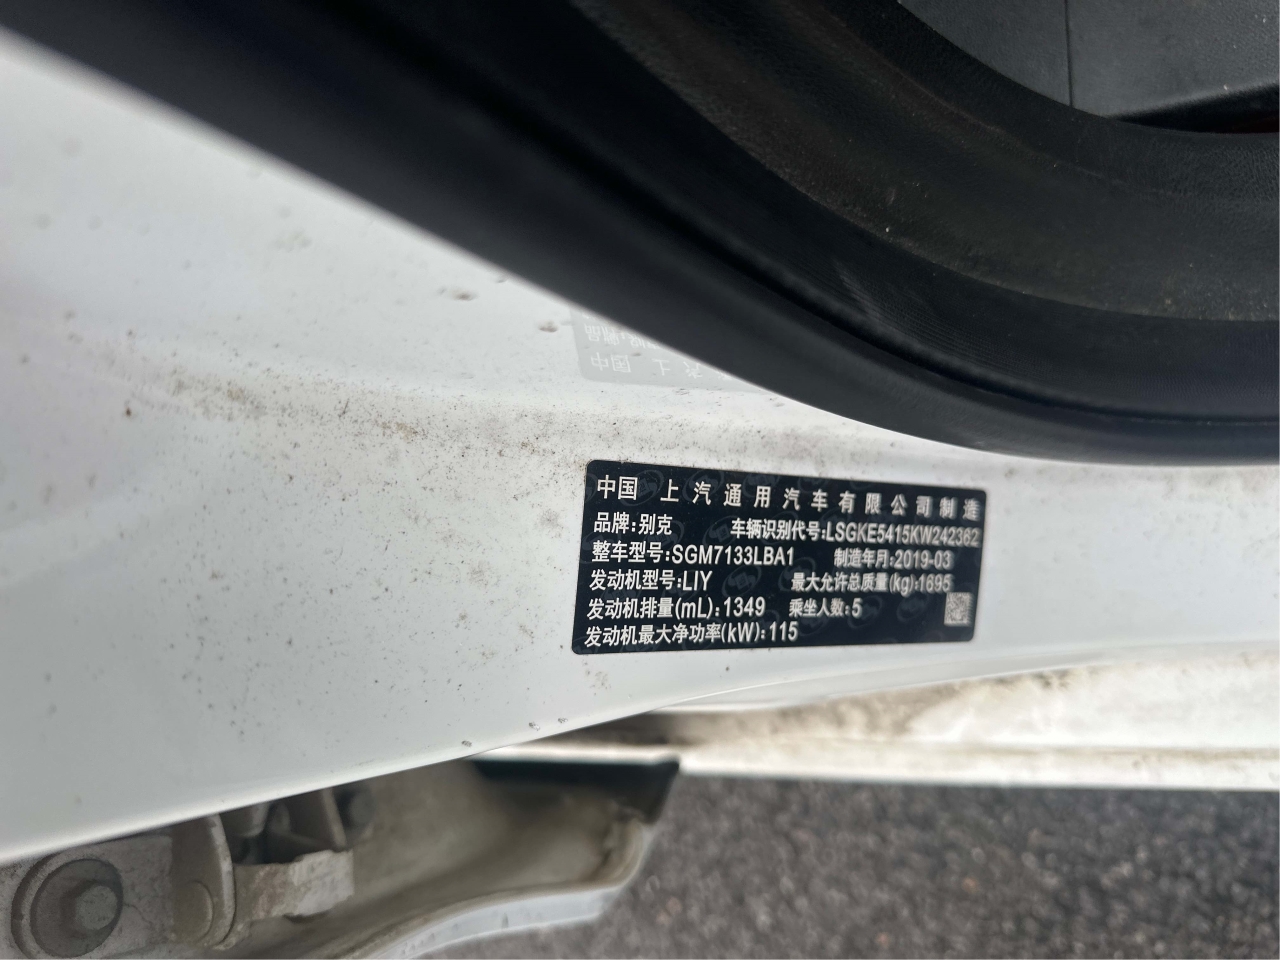 中国 上汽通用汽车有限公司制造
品牌:别克 车辆识别代号:LSGKE5415KW242362
整车型号:SGM7133LBA1 制造年月:2019-03
发动机型号:LIY 最大允许总质量(kg):1695
发动机排量(mL):1349 乘坐人数:5
发动机最大净功率(kW):115